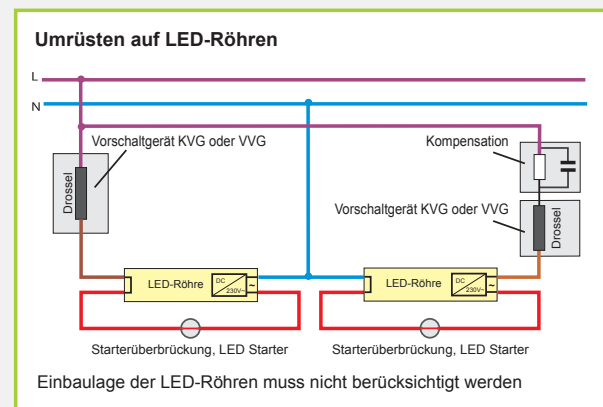 Umrüsten auf LED-Röhren
L
N
Vorschaltgerät KVG oder VVG
Kompensation
Drossel
Vorschaltgerät KVG oder VVG
Drossel
LED-Röhre
DC
230V~
~
LED-Röhre
DC
230V~
~
Starterüberbrückung, LED Starter
Starterüberbrückung, LED Starter
Einbaulage der LED-Röhren muss nicht berücksichtigt werden